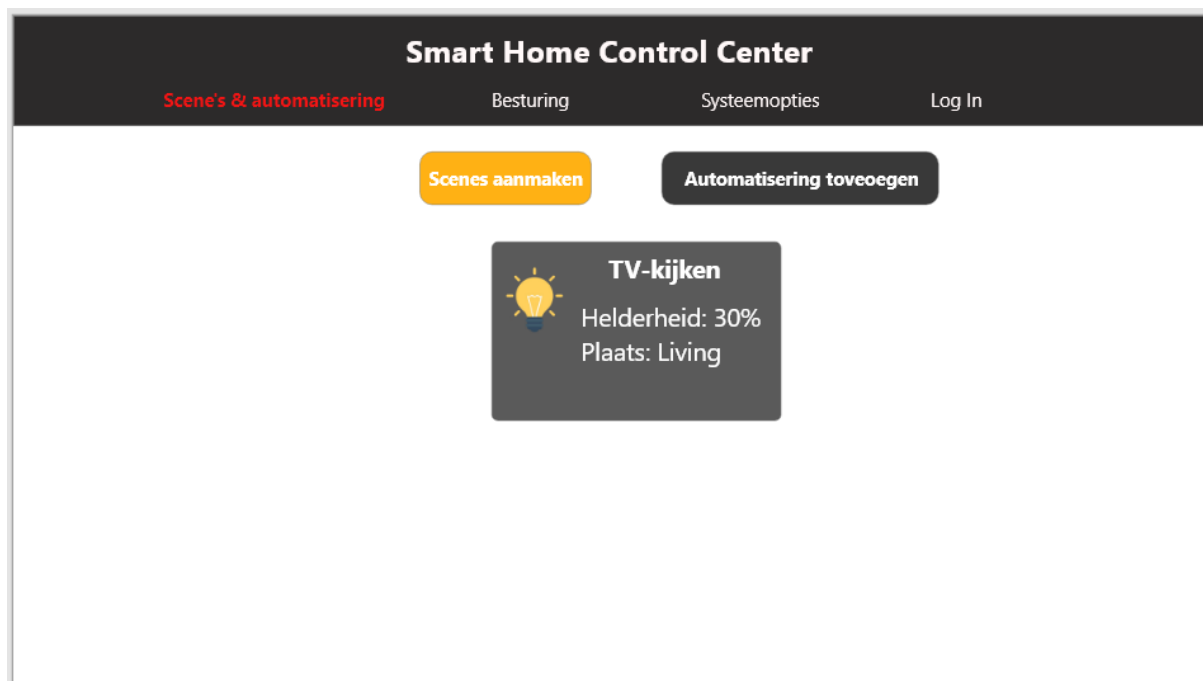 Smart Home Control Center
Scene's & automatisering Besturing Systeemopties Log In
Scenes aanmaken Automatisering toveoegen
TV-kijken
Helderheid: 30%
Plaats: Living